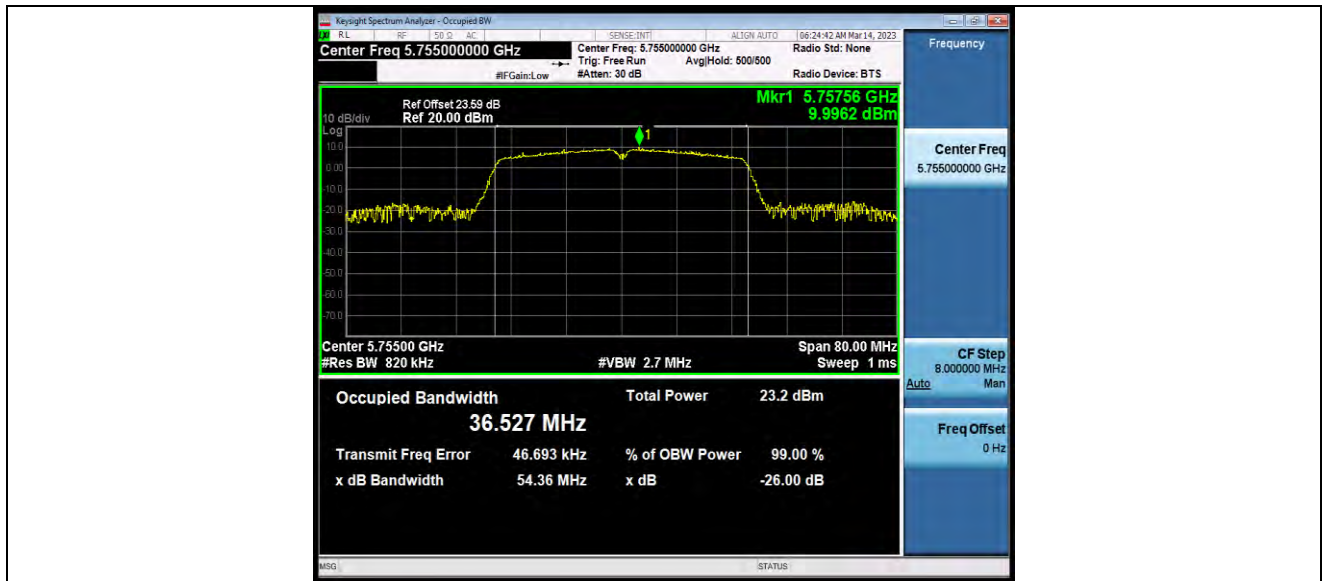 Keysight Spectrum Analyzer - Occupied BW
RL RF 50 Ω AC SENSE:INT ALIGN AUTO 06:24:42 AM Mar 14, 2023
Center Freq 5.755000000 GHz
Center Freq: 5.755000000 GHz Radio Std: None
Trig: Free Run Avg|Hold: 500/500
#IFGain:Low #Atten: 30 dB Radio Device: BTS
Frequency
Mkr1 5.75756 GHz
9.9962 dBm
Ref Offset 23.59 dB
10 dB/div Ref 20.00 dBm
Log
10.0
0.00
-10.0
-20.0
-30.0
-40.0
-50.0
-60.0
-70.0
1
Center 5.75500 GHz Span 80.00 MHz
#Res BW 820 kHz #VBW 2.7 MHz Sweep 1 ms
Occupied Bandwidth Total Power 23.2 dBm
36.527 MHz
Transmit Freq Error 46.693 kHz % of OBW Power 99.00 %
x dB Bandwidth 54.36 MHz x dB -26.00 dB
Center Freq
5.755000000 GHz
CF Step
8.000000 MHz
Auto Man
Freq Offset
0 Hz
MSG STATUS